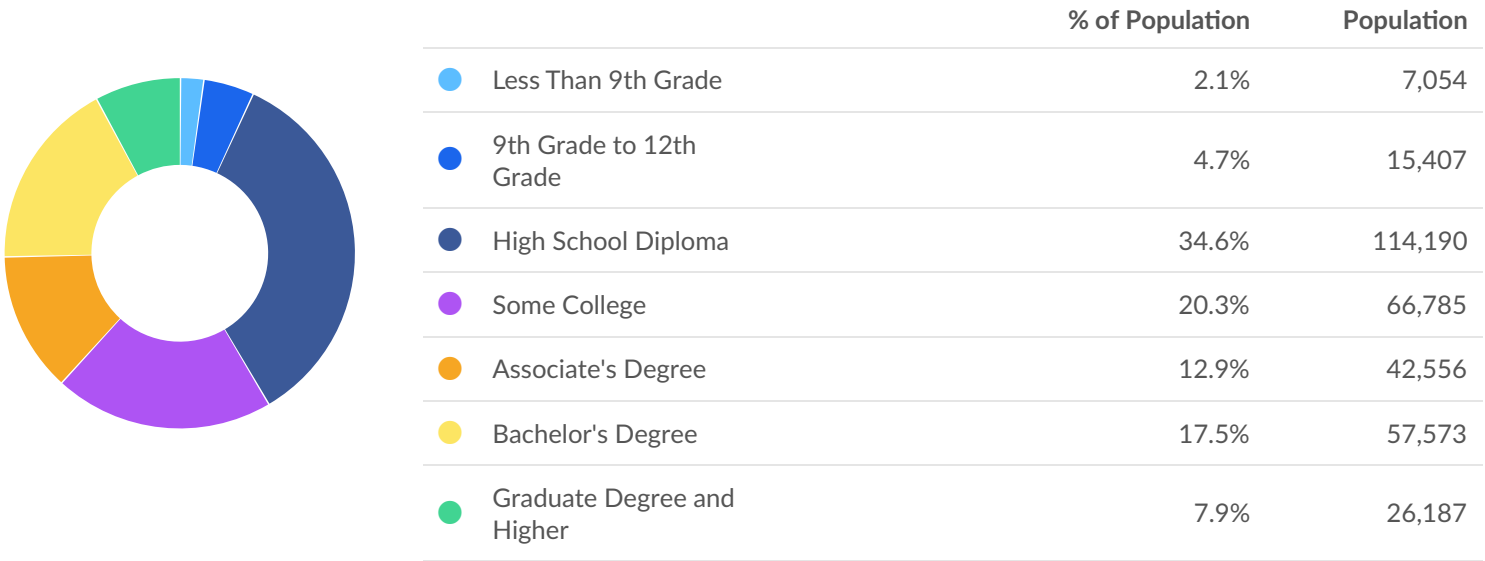 % of Population Population
Less Than 9th Grade 2.1% 7,054
9th Grade to 12th
Grade 4.7% 15,407
High School Diploma 34.6% 114,190
Some College 20.3% 66,785
Associate's Degree 12.9% 42,556
Bachelor's Degree 17.5% 57,573
Graduate Degree and
Higher 7.9% 26,187